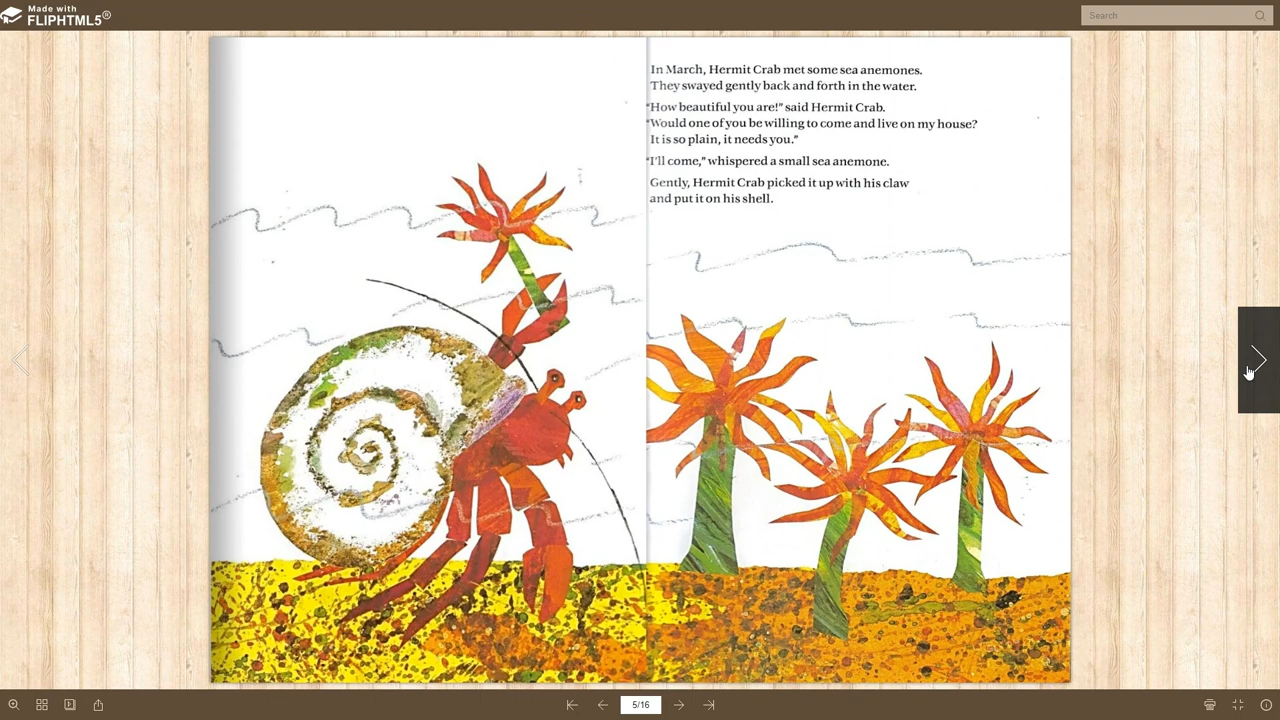 Made with
FLIPHTML5®
Search
In March, Hermit Crab met some sea anemones.
They swayed gently back and forth in the water.
"How beautiful you are!" said Hermit Crab.
"Would one of you be willing to come and live on my house?
It is so plain, it needs you."
"I'll come," whispered a small sea anemone.
Gently, Hermit Crab picked it up with his claw
and put it on his shell.
5/16